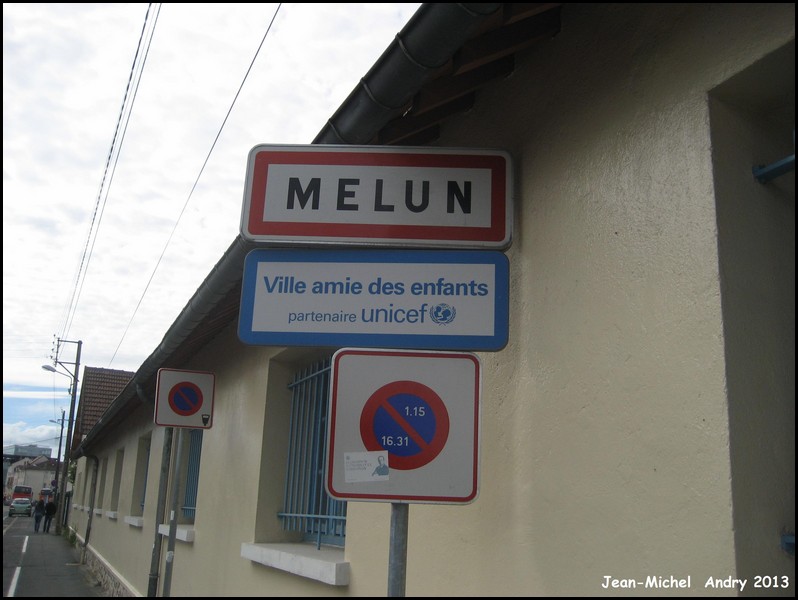 MELUN
Ville amie des enfants
partenaire unicef
1.15
16.31
Jean-Michel Andry 2013